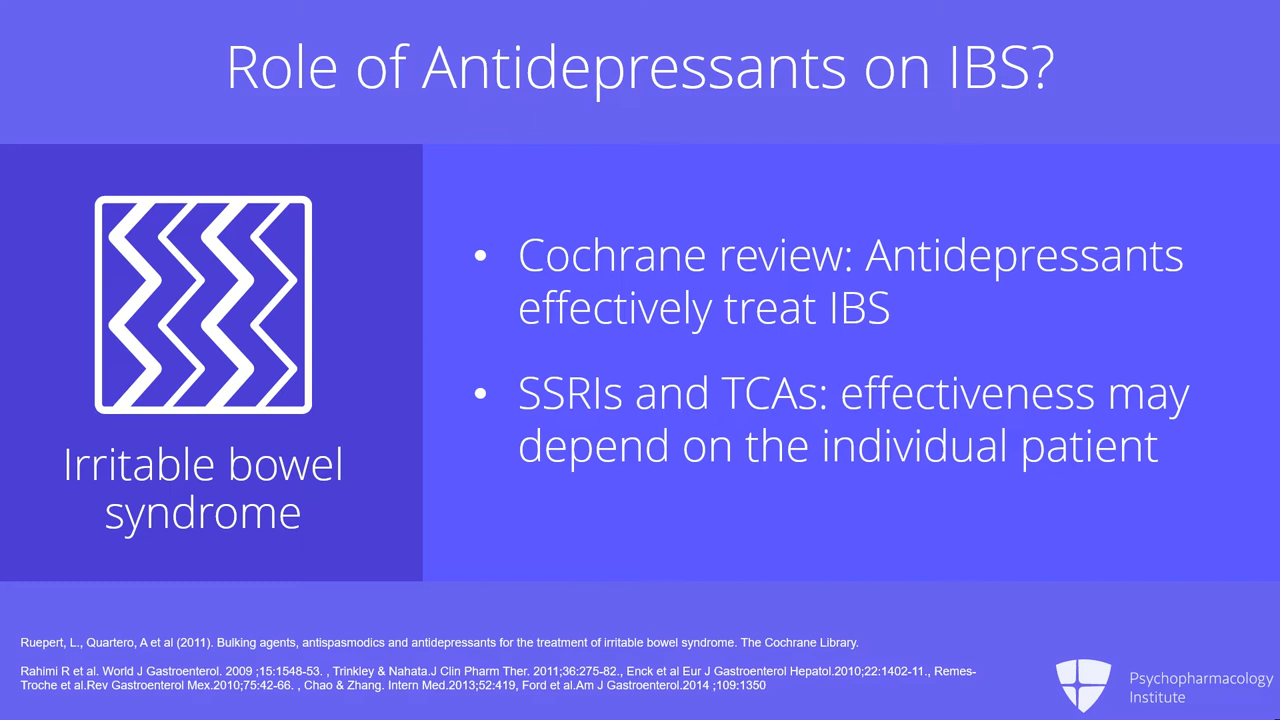 Role of Antidepressants on IBS?
Irritable bowel
syndrome
• Cochrane review: Antidepressants
effectively treat IBS
• SSRIs and TCAs: effectiveness may
depend on the individual patient
Ruepert, L., Quartero, A et al (2011). Bulking agents, antispasmodics and antidepressants for the treatment of irritable bowel syndrome. The Cochrane Library.
Rahimi R et al. World J Gastroenterol. 2009 ;15:1548-53. , Trinkley & Nahata.J Clin Pharm Ther. 2011;36:275-82., Enck et al Eur J Gastroenterol Hepatol.2010;22:1402-11., Remes-
Troche et al.Rev Gastroenterol Mex.2010;75:42-66. , Chao & Zhang. Intern Med.2013;52:419, Ford et al.Am J Gastroenterol.2014 ;109:1350
Psychopharmacology
Institute